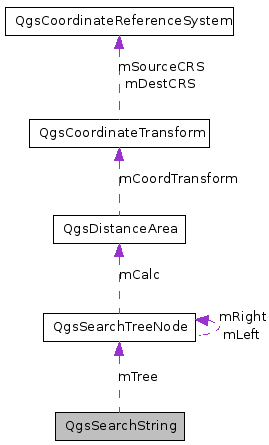 QgsCoordinateReferenceSystem
mSourceCRS
mDestCRS
QgsCoordinateTransform
mCoordTransform
QgsDistanceArea
mCalc
QgsSearchTreeNode
mRight
mLeft
mTree
QgsSearchString